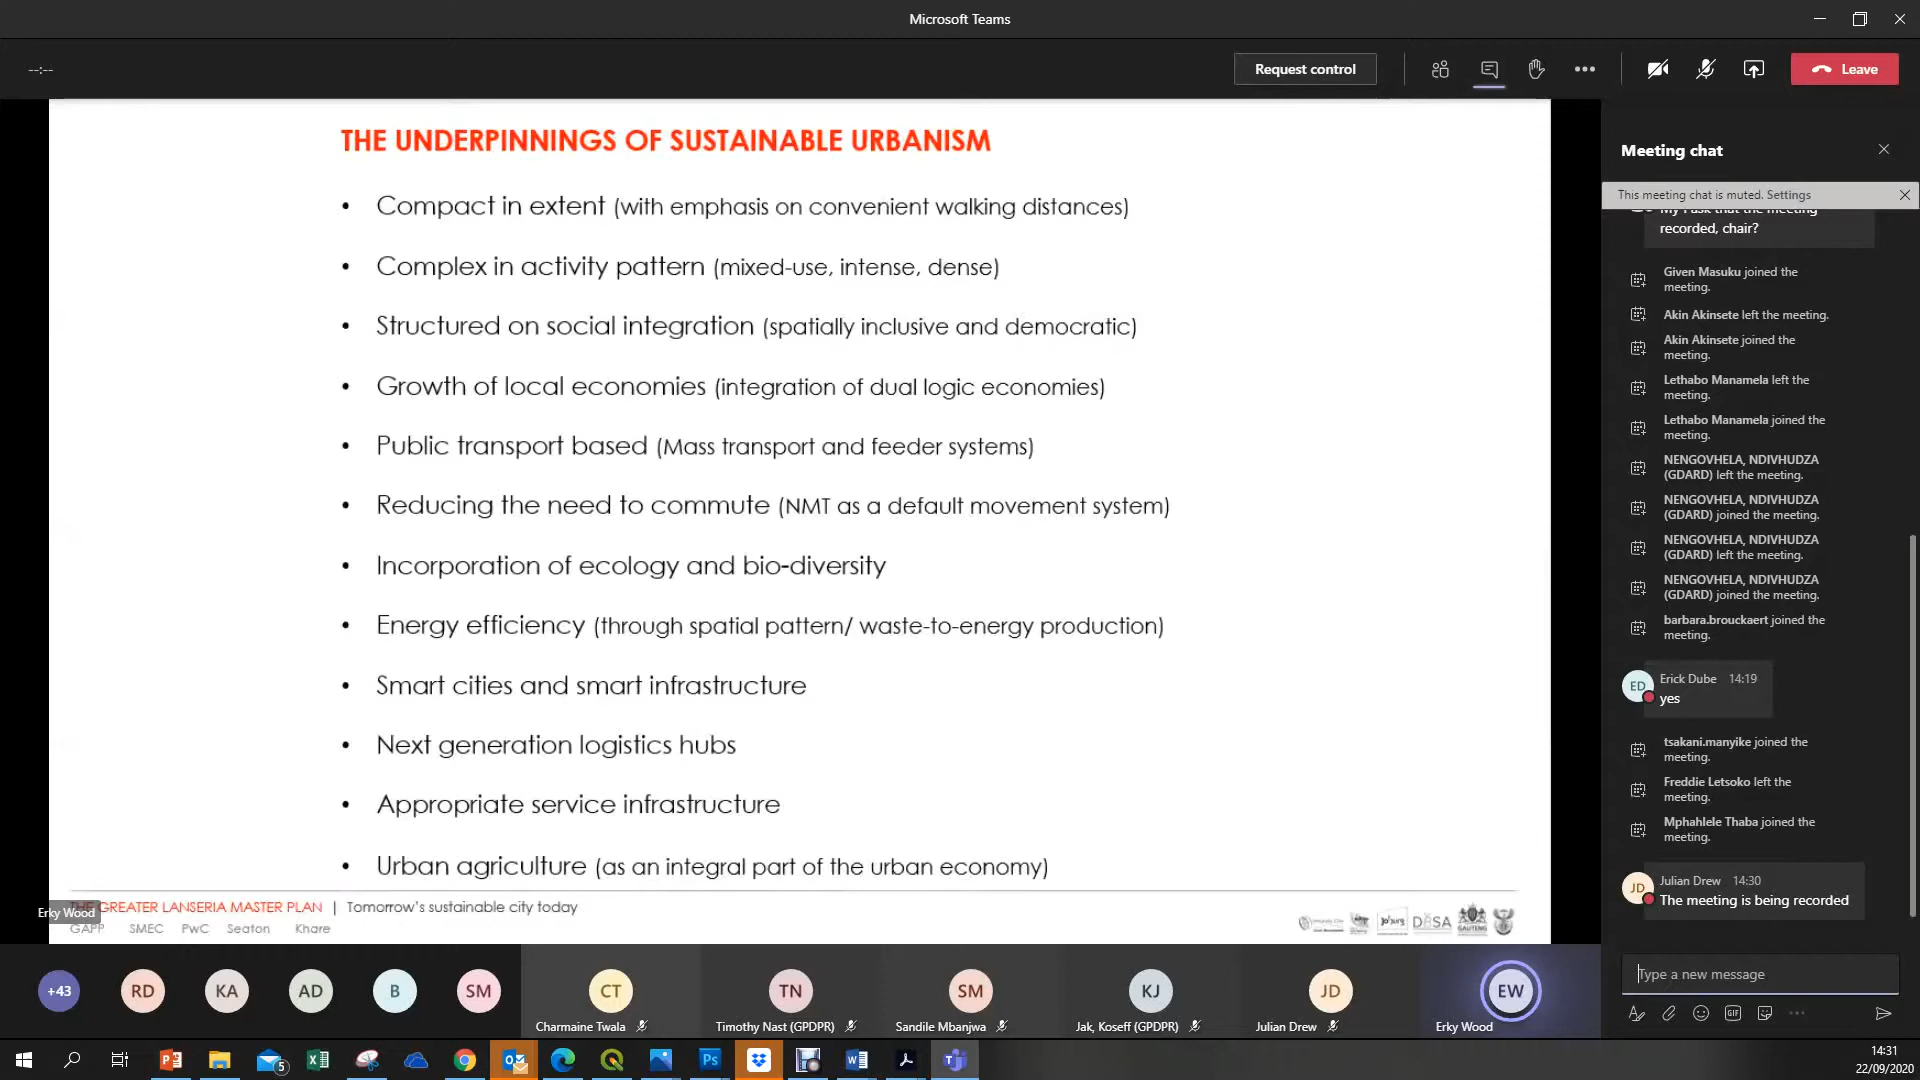 Microsoft Teams
--:--
Request control
Leave
THE UNDERPINNINGS OF SUSTAINABLE URBANISM
• Compact in extent (with emphasis on convenient walking distances)
• Complex in activity pattern (mixed-use, intense, dense)
• Structured on social integration (spatially inclusive and democratic)
• Growth of local economies (integration of dual logic economies)
• Public transport based (Mass transport and feeder systems)
• Reducing the need to commute (NMT as a default movement system)
• Incorporation of ecology and bio-diversity
• Energy efficiency (through spatial pattern/ waste-to-energy production)
• Smart cities and smart infrastructure
• Next generation logistics hubs
• Appropriate service infrastructure
• Urban agriculture (as an integral part of the urban economy)
GREATER LANSERIA MASTER PLAN | Tomorrow's sustainable city today
Erky Wood
GAPP SMEC PwC Seaton Khare
DBSA
GAUTENG
Meeting chat
This meeting chat is muted. Settings
recorded, chair?
Given Masuku joined the
meeting.
Akin Akinsete left the meeting.
Akin Akinsete joined the
meeting.
Lethabo Manamela left the
meeting.
Lethabo Manamela joined the
meeting.
NENGOVHELA, NDIVHUDZA
(GDARD) left the meeting.
NENGOVHELA, NDIVHUDZA
(GDARD) joined the meeting.
NENGOVHELA, NDIVHUDZA
(GDARD) left the meeting.
NENGOVHELA, NDIVHUDZA
(GDARD) joined the meeting.
barbara.brouckaert joined the
meeting.
ED
Erick Dube 14:19
yes
tsakani.manyike joined the
meeting.
Freddie Letsoko left the
meeting.
Mphahlele Thaba joined the
meeting.
JD
Julian Drew 14:30
The meeting is being recorded
Type a new message
GIF
+43
RD
KA
AD
B
SM
CT
Charmaine Twala
TN
Timothy Nast (GPDPR)
SM
Sandile Mbanjwa
KJ
Jak, Koseff (GPDPR)
JD
Julian Drew
EW
Erky Wood
5
Ps
14:31
22/09/2020